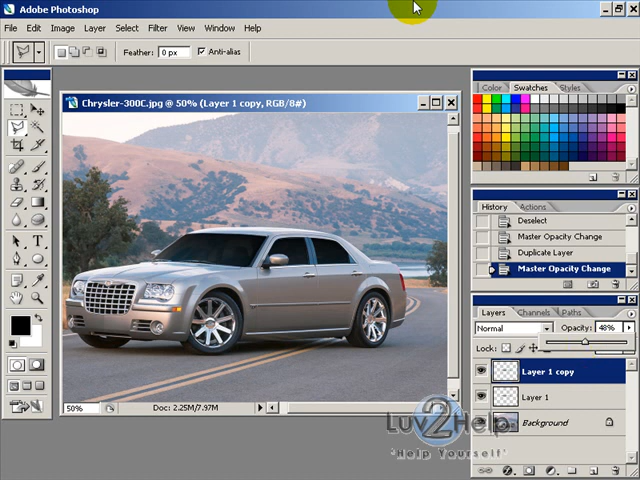 Adobe Photoshop
File Edit Image Layer Select Filter View Window Help
Feather: 0 px Anti-alias
Chrysler-300C.jpg @ 50% (Layer 1 copy, RGB/8#)
Color Swatches Styles
History Actions
Deselect
Master Opacity Change
Duplicate Layer
Master Opacity Change
Layers Channels Paths
Normal Opacity: 48%
Lock:
Layer 1 copy
Layer 1
Background
50% Doc: 2.25M/7.97M
Luv2Help
"Help Yourself"